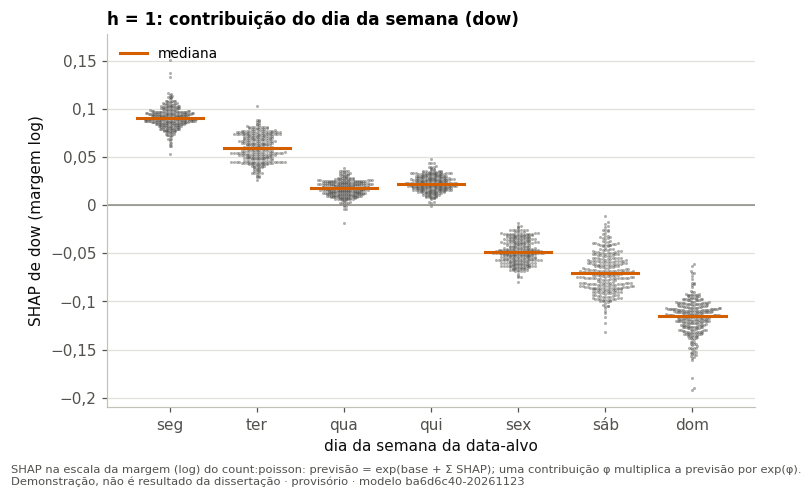 h = 1: contribuição do dia da semana (dow)
mediana
0,15
0,1
0,05
0
−0,05
−0,1
−0,15
−0,2
SHAP de dow (margem log)
seg ter qua qui sex sáb dom
dia da semana da data-alvo
SHAP na escala da margem (log) do count:poisson: previsão = exp(base + Σ SHAP); uma contribuição φ multiplica a previsão por exp(φ).
Demonstração, não é resultado da dissertação · provisório · modelo ba6d6c40-20261123